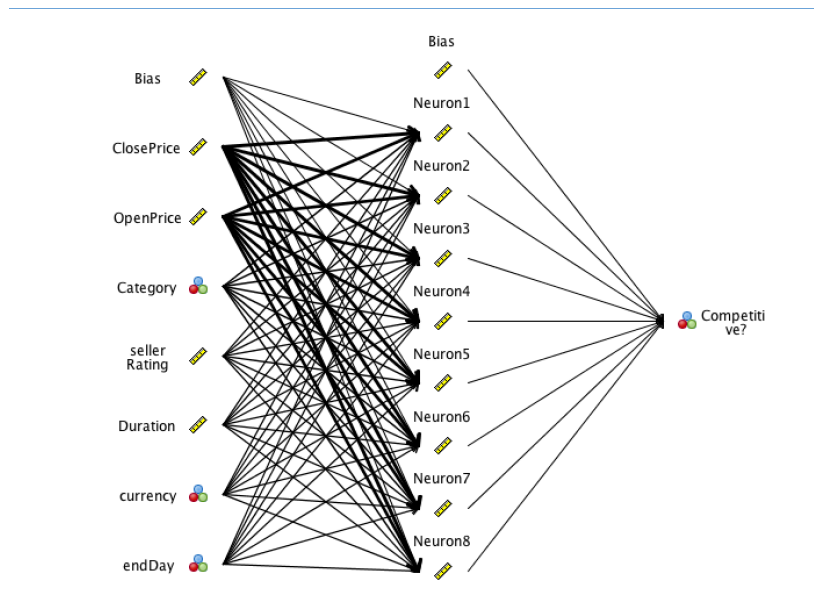 Bias
ClosePrice
OpenPrice
Category
seller
Rating
Duration
currency
endDay
Bias
Neuron1
Neuron2
Neuron3
Neuron4
Neuron5
Neuron6
Neuron7
Neuron8
Competiti
ve?